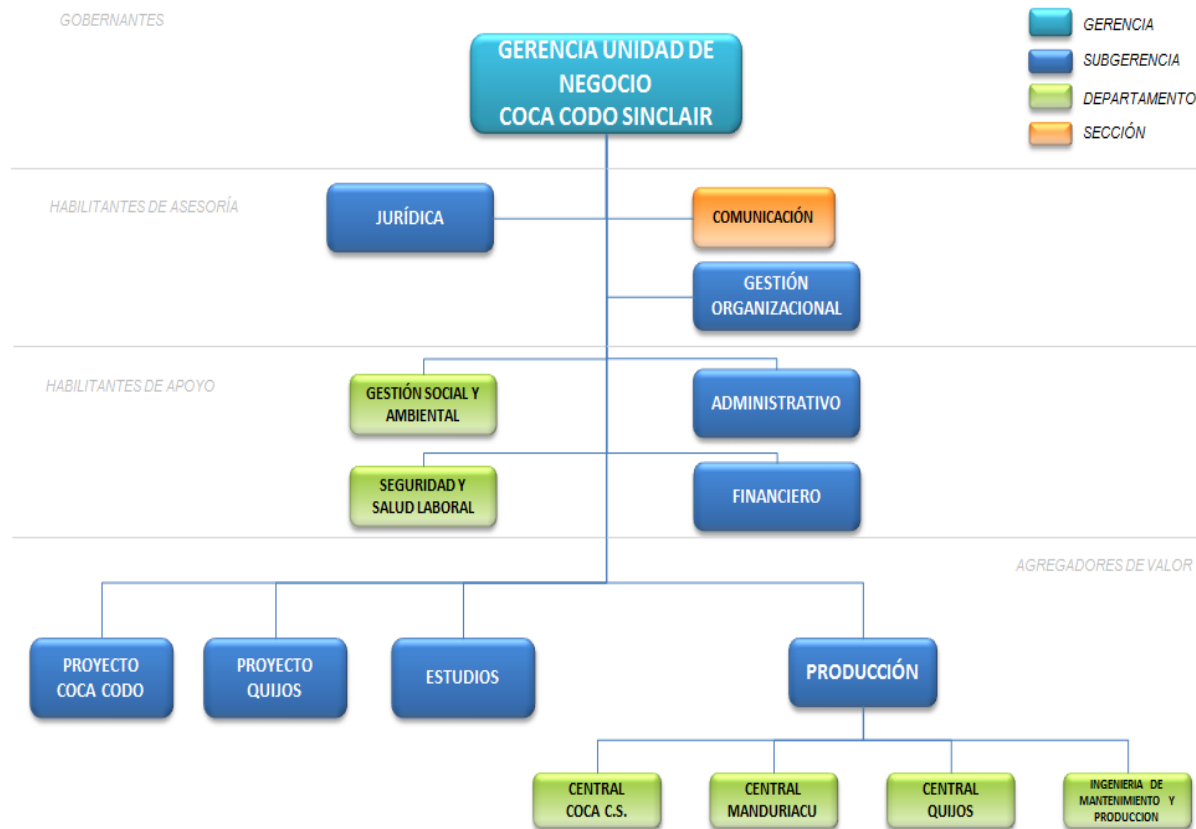 GOBERNANTES
GERENCIA UNIDAD DE
NEGOCIO
COCA CODO SINCLAIR
GERENCIA
SUBGERENCIA
DEPARTAMENTO
SECCIÓN
HABILITANTES DE ASESORÍA
JURÍDICA
COMUNICACIÓN
GESTIÓN
ORGANIZACIONAL
HABILITANTES DE APOYO
GESTIÓN SOCIAL Y
AMBIENTAL
ADMINISTRATIVO
SEGURIDAD Y
SALUD LABORAL
FINANCIERO
AGREGADORES DE VALOR
PROYECTO
COCA CODO
PROYECTO
QUIJOS
ESTUDIOS
PRODUCCIÓN
CENTRAL
COCA C.S.
CENTRAL
MANDURIACU
CENTRAL
QUIJOS
INGENIERIA DE
MANTENIMIENTO Y
PRODUCCION